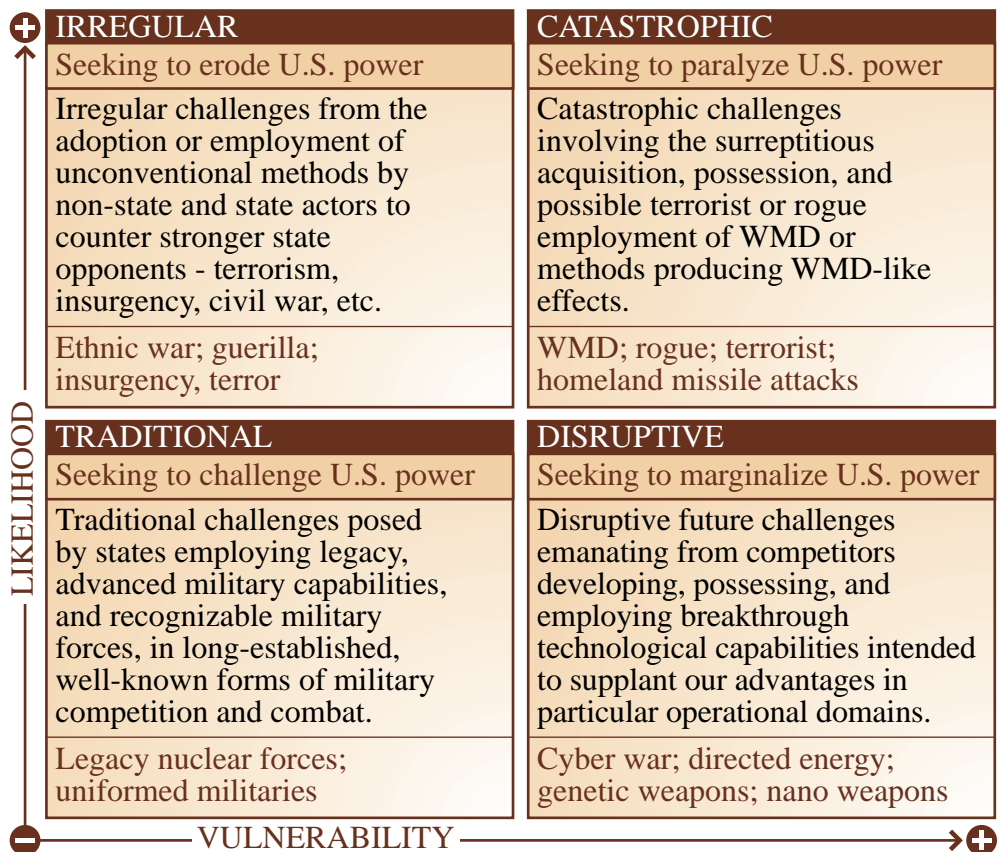 IRREGULAR
Seeking to erode U.S. power
Irregular challenges from the
adoption or employment of
unconventional methods by
non-state and state actors to
counter stronger state
opponents - terrorism,
insurgency, civil war, etc.
Ethnic war; guerilla;
insurgency, terror
CATASTROPHIC
Seeking to paralyze U.S. power
Catastrophic challenges
involving the surreptitious
acquisition, possession, and
possible terrorist or rogue
employment of WMD or
methods producing WMD-like
effects.
WMD; rogue; terrorist;
homeland missile attacks
LIKELIHOOD
TRADITIONAL
Seeking to challenge U.S. power
Traditional challenges posed
by states employing legacy,
advanced military capabilities,
and recognizable military
forces, in long-established,
well-known forms of military
competition and combat.
Legacy nuclear forces;
uniformed militaries
DISRUPTIVE
Seeking to marginalize U.S. power
Disruptive future challenges
emanating from competitors
developing, possessing, and
employing breakthrough
technological capabilities intended
to supplant our advantages in
particular operational domains.
Cyber war; directed energy;
genetic weapons; nano weapons
VULNERABILITY